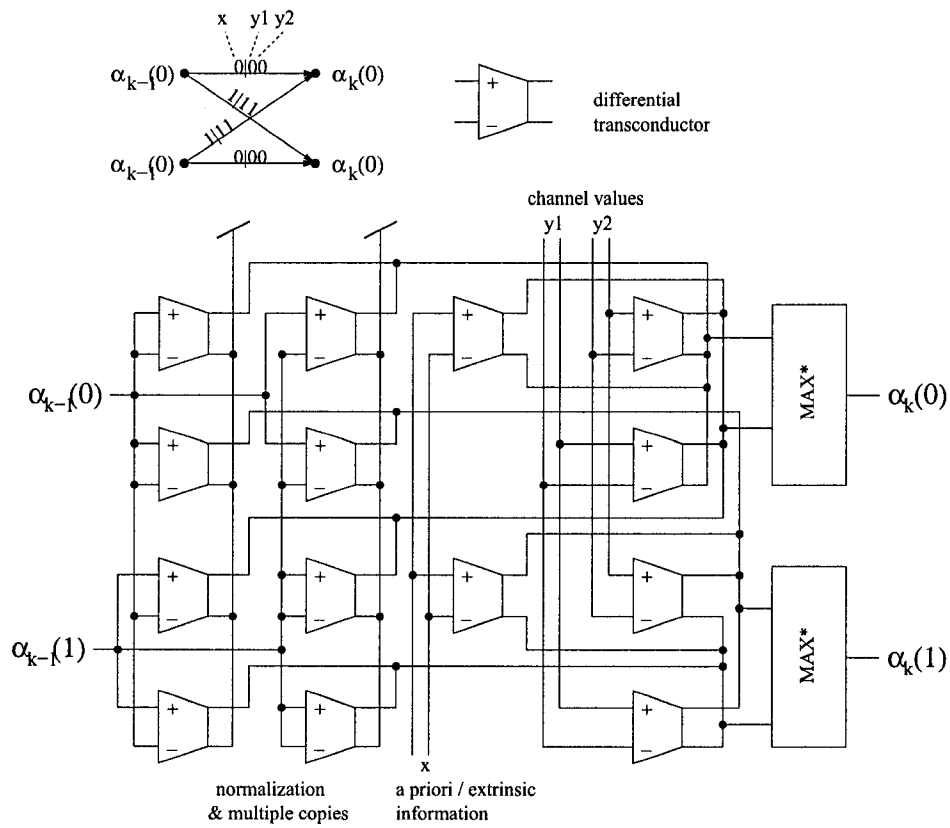 x y1 y2
αk−1(0) 0|00 αk(0)
1|11
1|11
αk−1(0) 0|00 αk(0)
+
−
differential
transconductor
channel values
y1 y2
+ + + +
− − − −
αk−1(0) MAX* αk(0)
+ + +
− − −
+ + + +
− − − −
αk−1(1) MAX* αk(1)
+ + +
− − −
x
normalization
& multiple copies
a priori / extrinsic
information